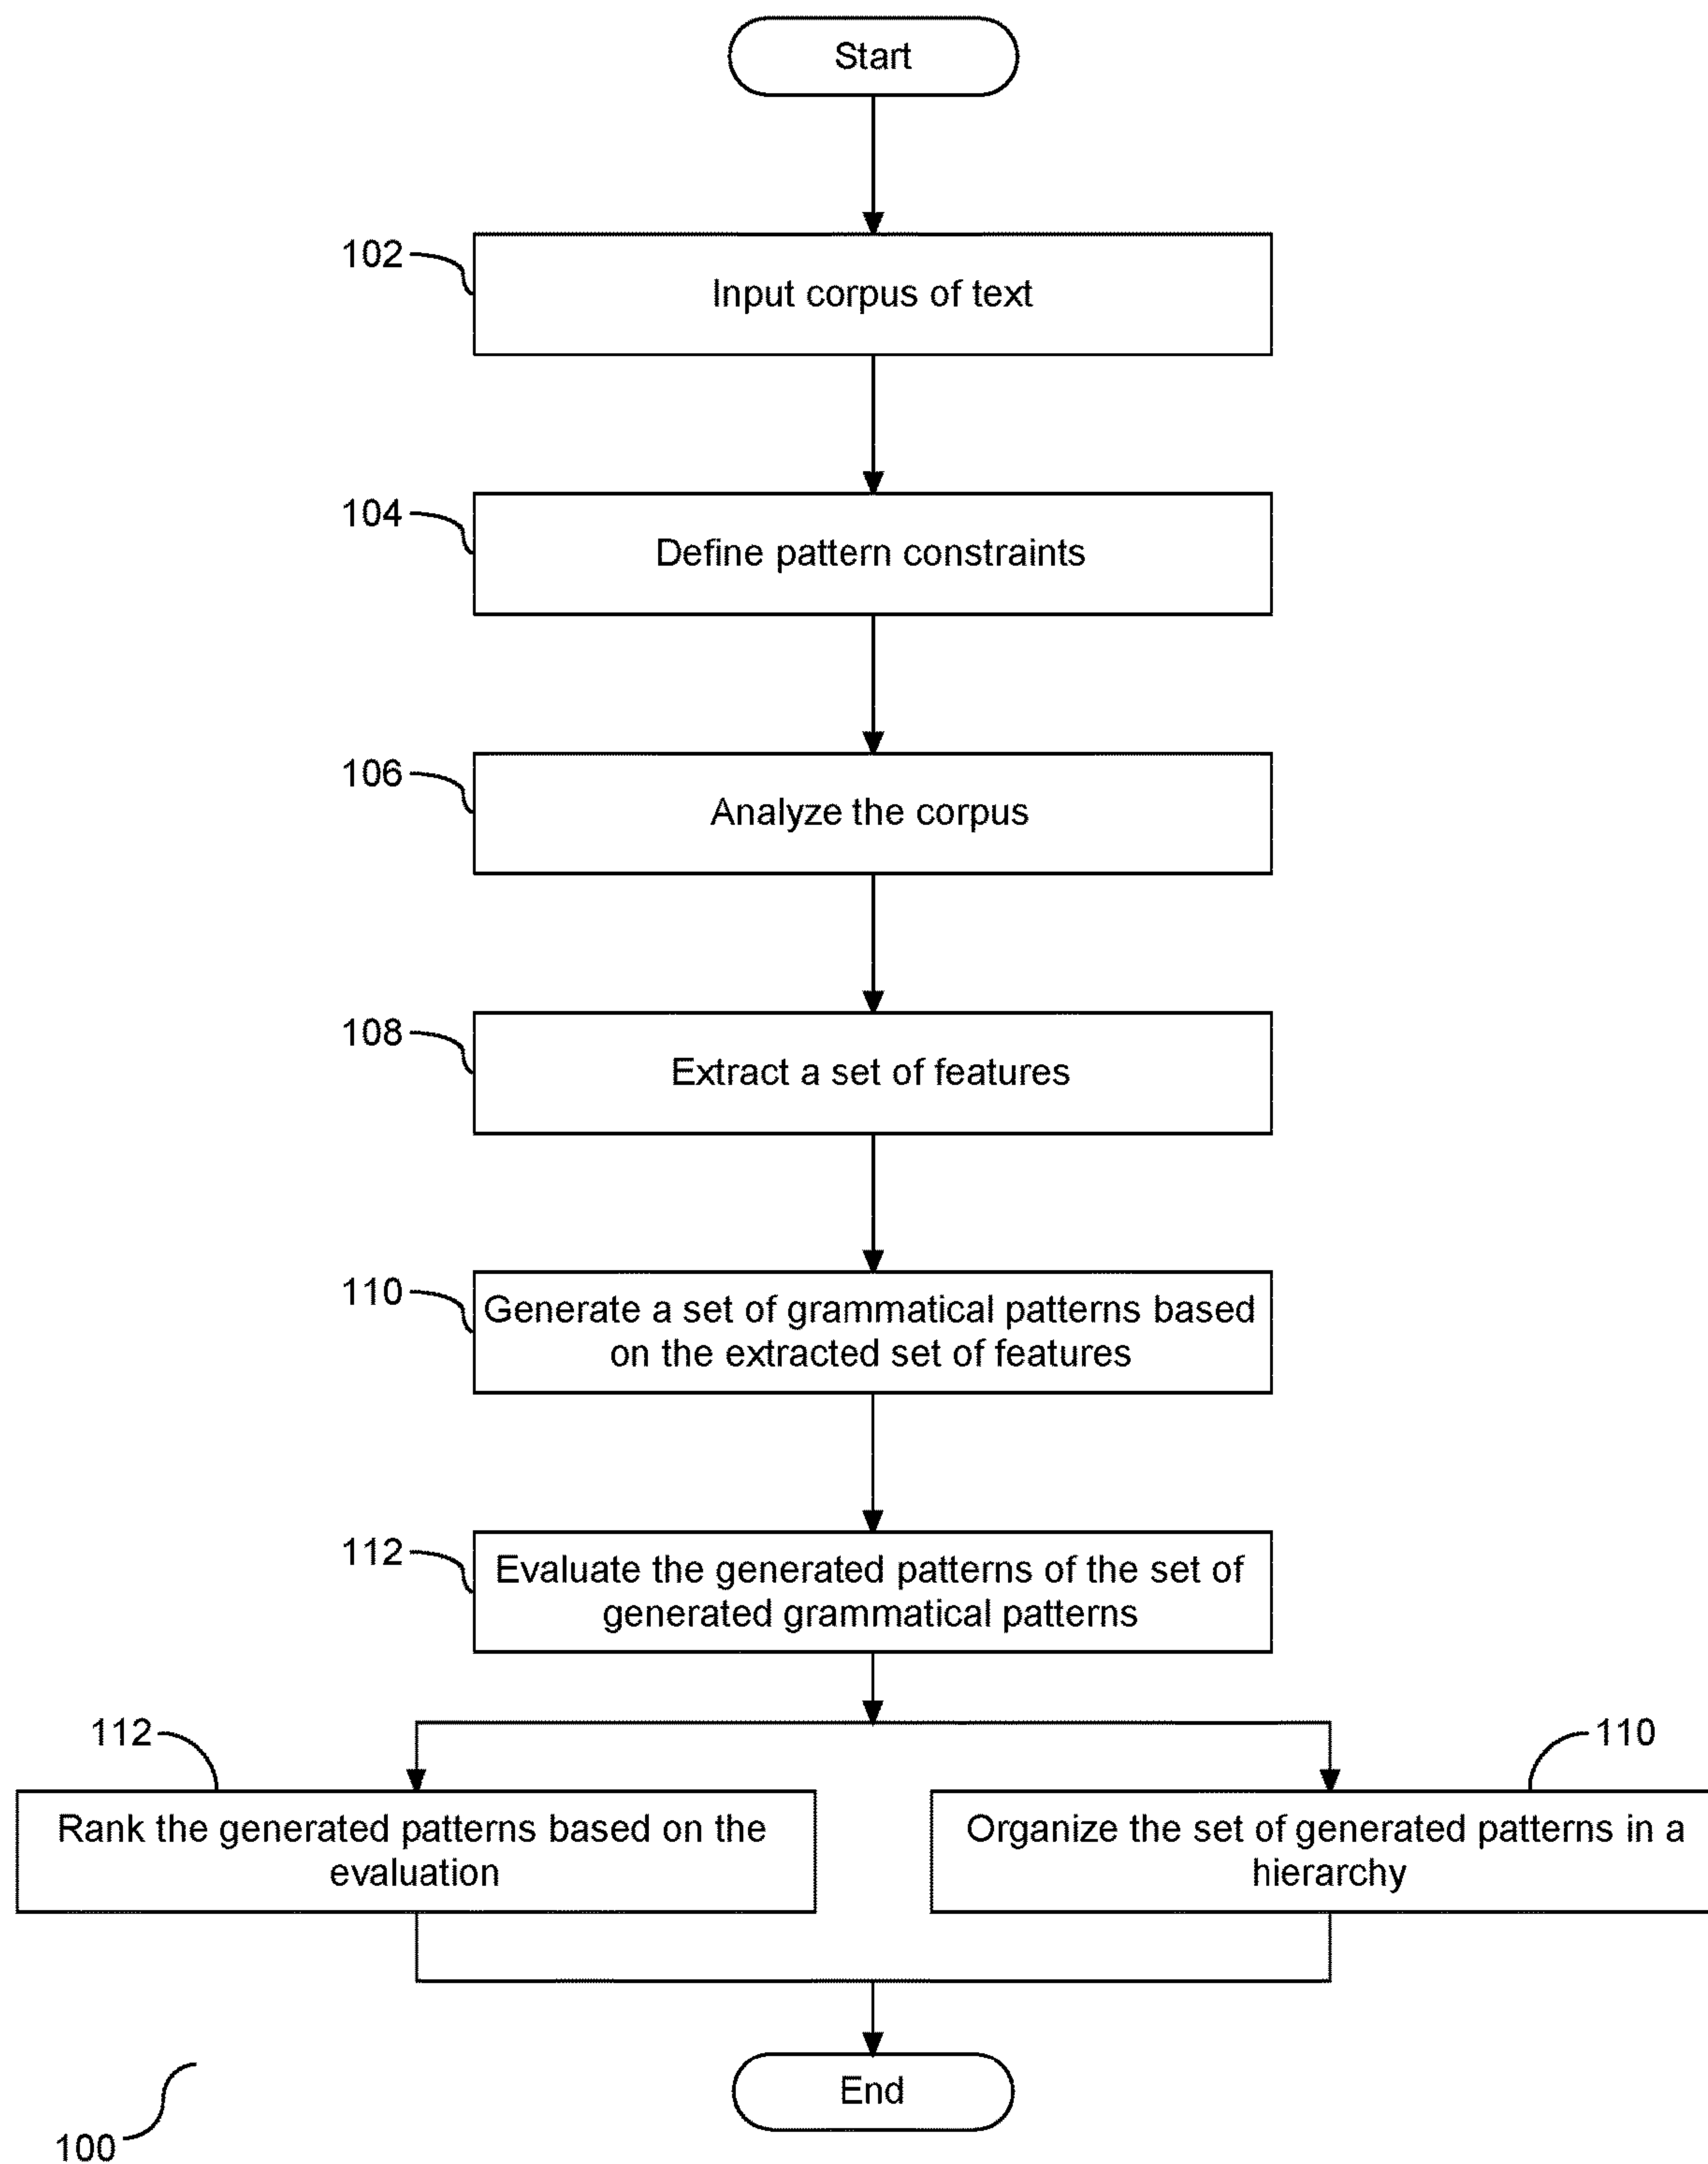 Start
102
Input corpus of text
104
Define pattern constraints
106
Analyze the corpus
108
Extract a set of features
110
Generate a set of grammatical patterns based
on the extracted set of features
112
Evaluate the generated patterns of the set of
generated grammatical patterns
112
Rank the generated patterns based on the
evaluation
110
Organize the set of generated patterns in a
hierarchy
End
100